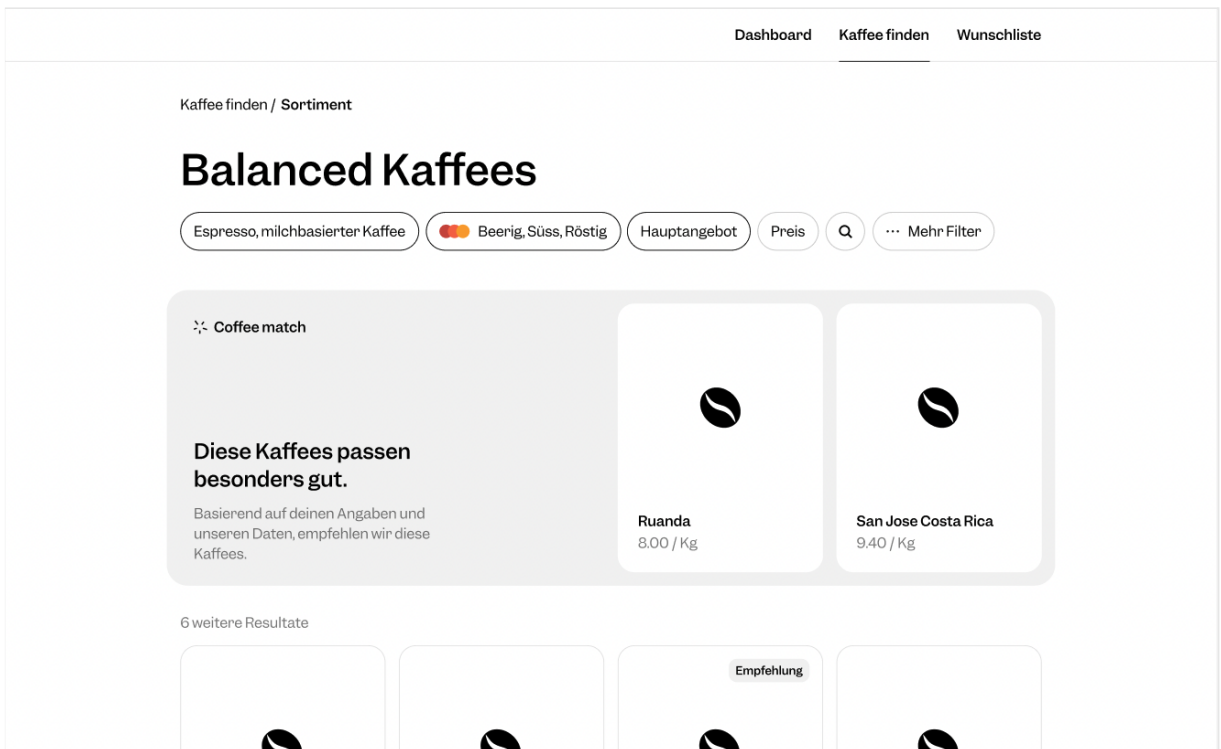 Dashboard Kaffee finden Wunschliste
Kaffee finden / Sortiment
Balanced Kaffees
Espresso, milchbasierter Kaffee Beerig, Süss, Röstig Hauptangebot Preis ··· Mehr Filter
Coffee match
Diese Kaffees passen
besonders gut.
Basierend auf deinen Angaben und
unseren Daten, empfehlen wir diese
Kaffees.
Ruanda
8.00 / Kg
San Jose Costa Rica
9.40 / Kg
6 weitere Resultate
Empfehlung